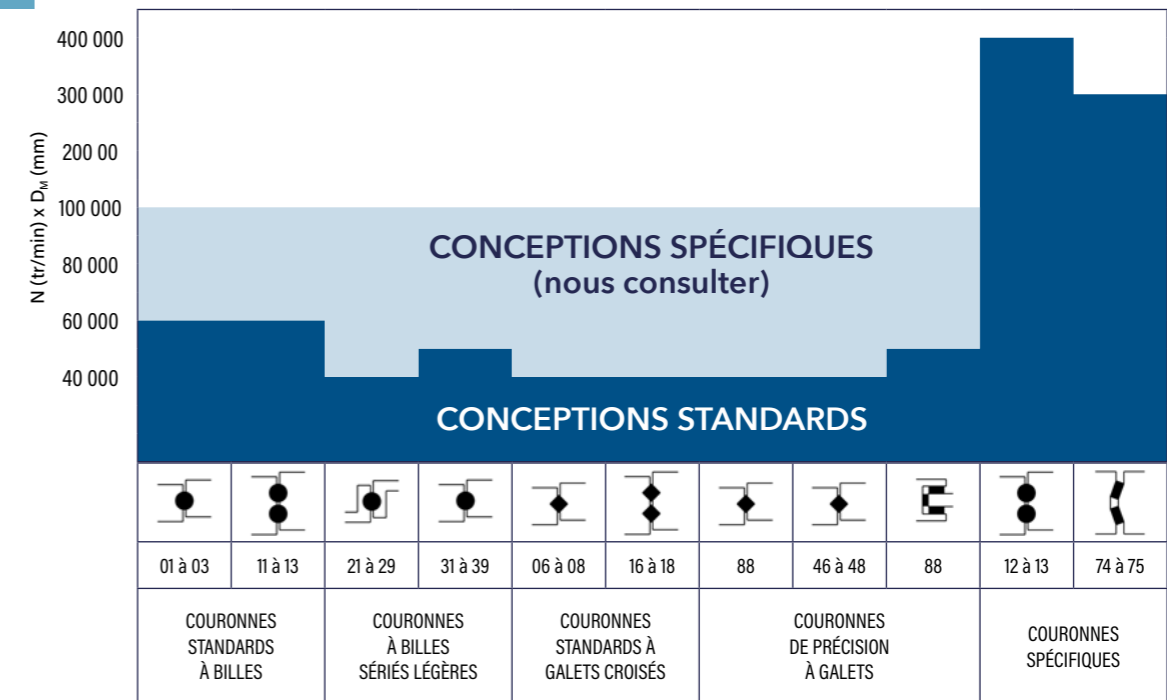 400 000
300 000
200 00
100 000
80 000
60 000
40 000
N (tr/min) x DM (mm)
CONCEPTIONS SPÉCIFIQUES
(nous consulter)
CONCEPTIONS STANDARDS
01 à 03
11 à 13
21 à 29
31 à 39
06 à 08
16 à 18
88
46 à 48
88
12 à 13
74 à 75
COURONNES
STANDARDS
À BILLES
COURONNES
À BILLES
SÉRIÉS LÉGÈRES
COURONNES
STANDARDS À
GALETS CROISÉS
COURONNES
DE PRÉCISION
À GALETS
COURONNES
SPÉCIFIQUES